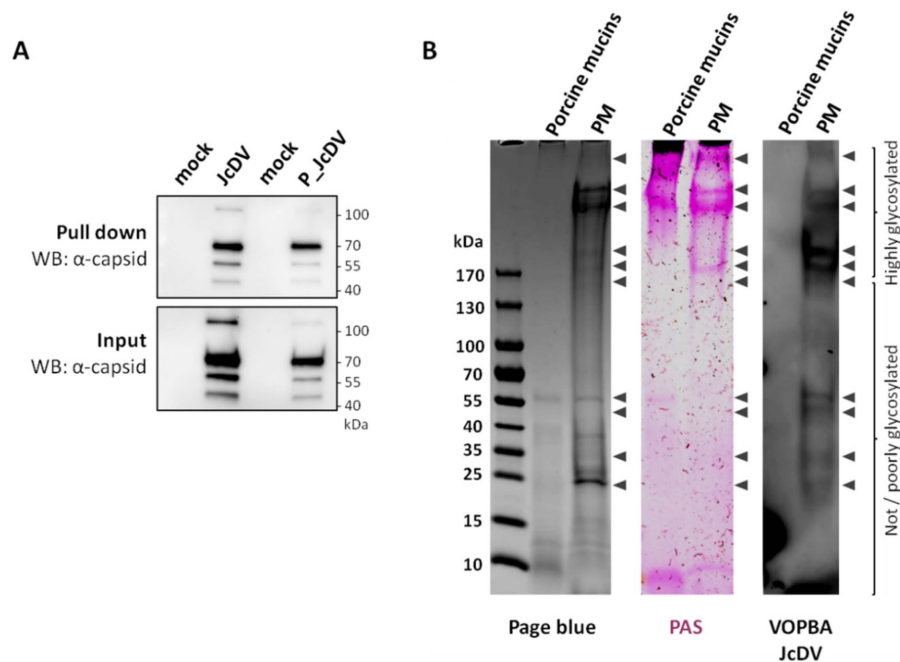 A
mock
JcDV
mock
P_JcDV
Pull down
WB: α-capsid
100
70
55
40
Input
WB: α-capsid
100
70
55
40
kDa
B
Porcine mucins
PM
Porcine mucins
PM
Porcine mucins
PM
kDa
170
130
100
70
55
40
35
25
15
10
Highly glycosylated
Not / poorly glycosylated
Page blue
PAS
VOPBA
JcDV